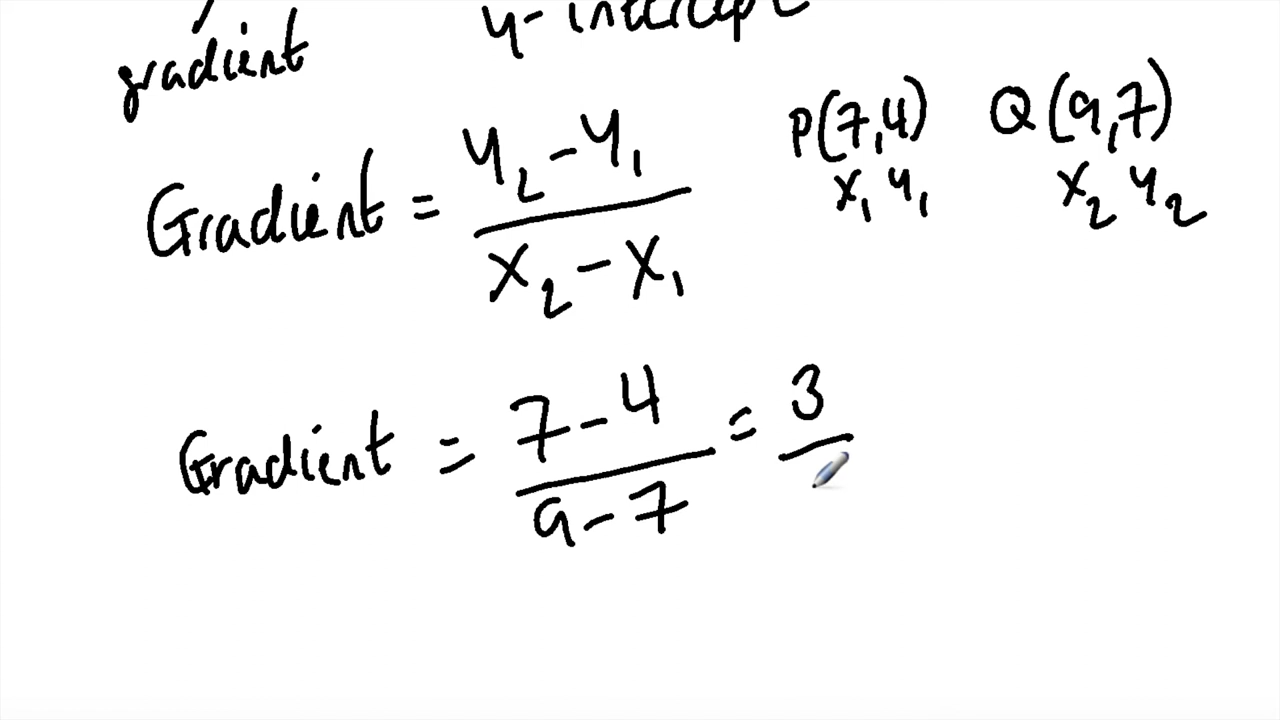 gradient y-intercept
Gradient = y₂-y₁ / x₂-x₁ P(7,4) Q(9,7)
x₁ y₁ x₂ y₂
Gradient = 7-4 / 9-7 = 3 /